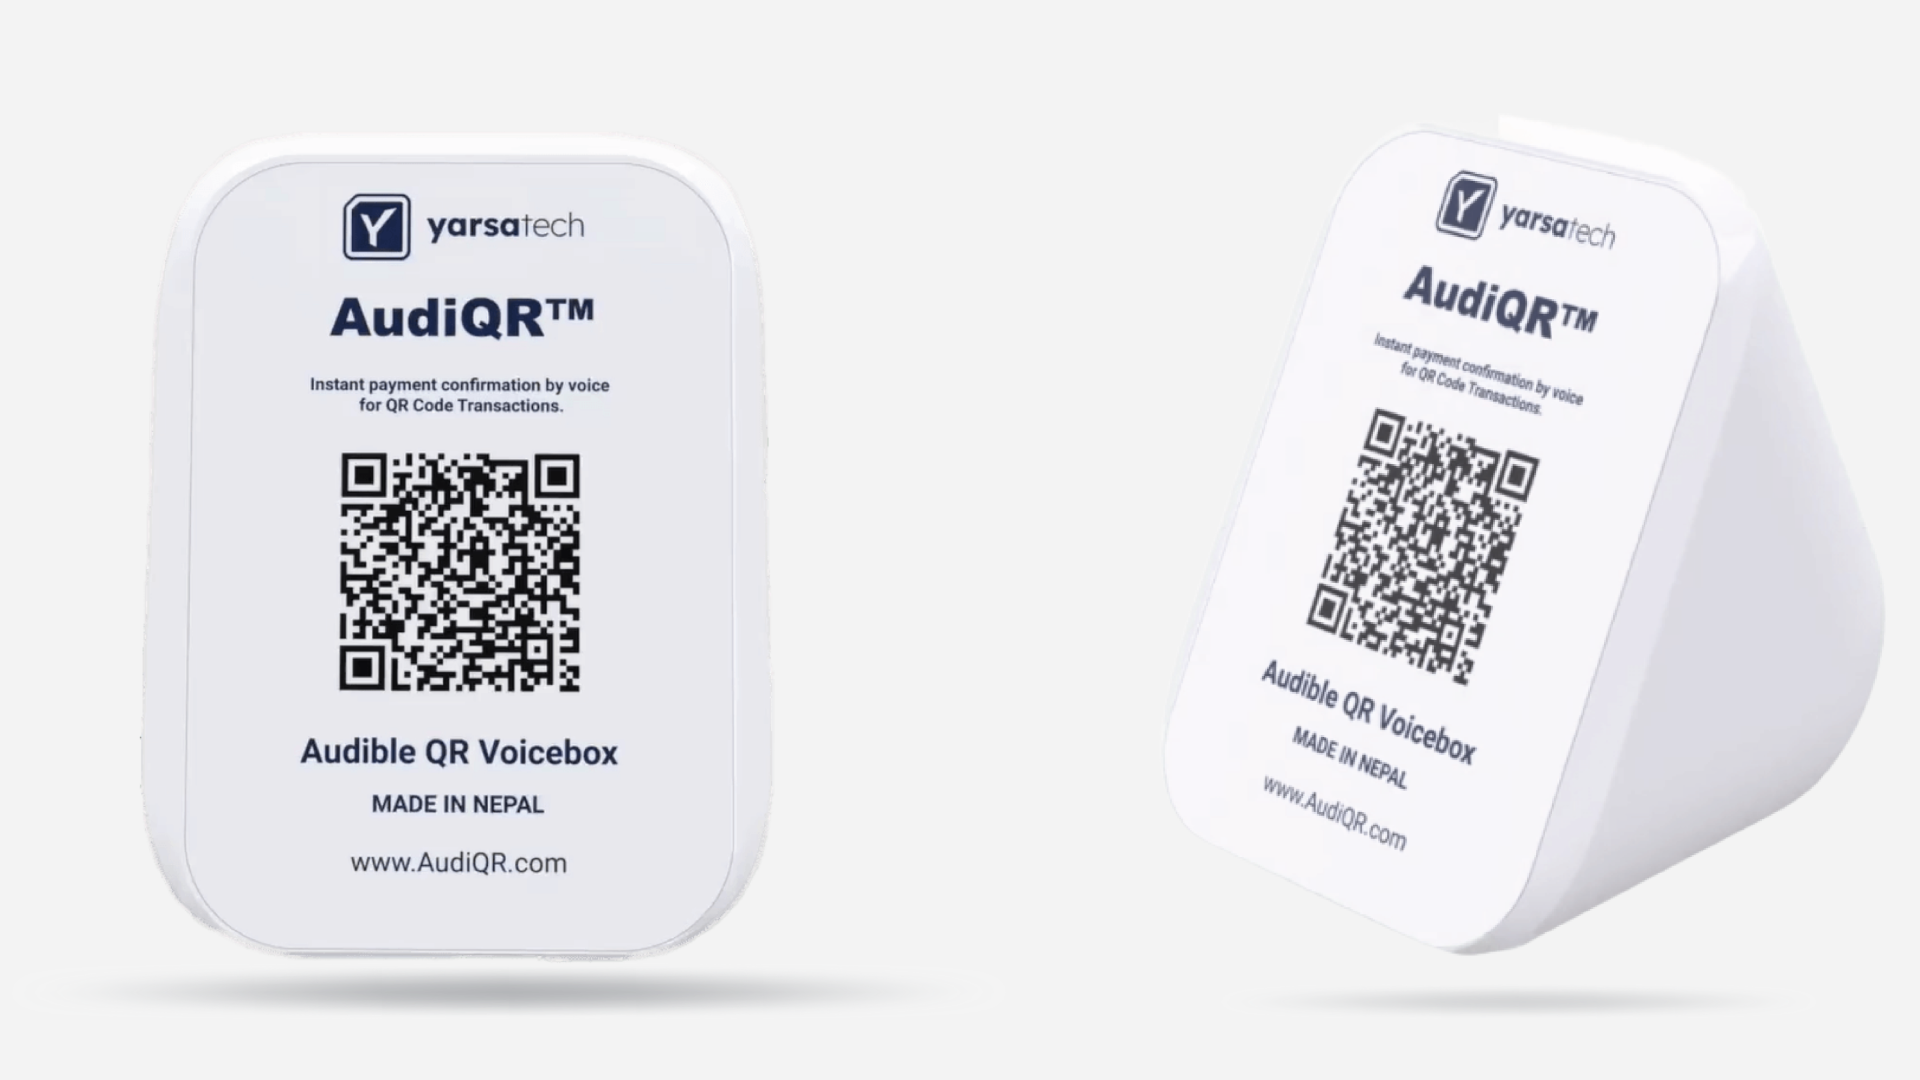 yarsatech
AudiQR™
Instant payment confirmation by voice
for QR Code Transactions.
Audible QR Voicebox
MADE IN NEPAL
www.AudiQR.com
yarsatech
AudiQR™
Instant payment confirmation by voice
for QR Code Transactions.
Audible QR Voicebox
MADE IN NEPAL
www.AudiQR.com